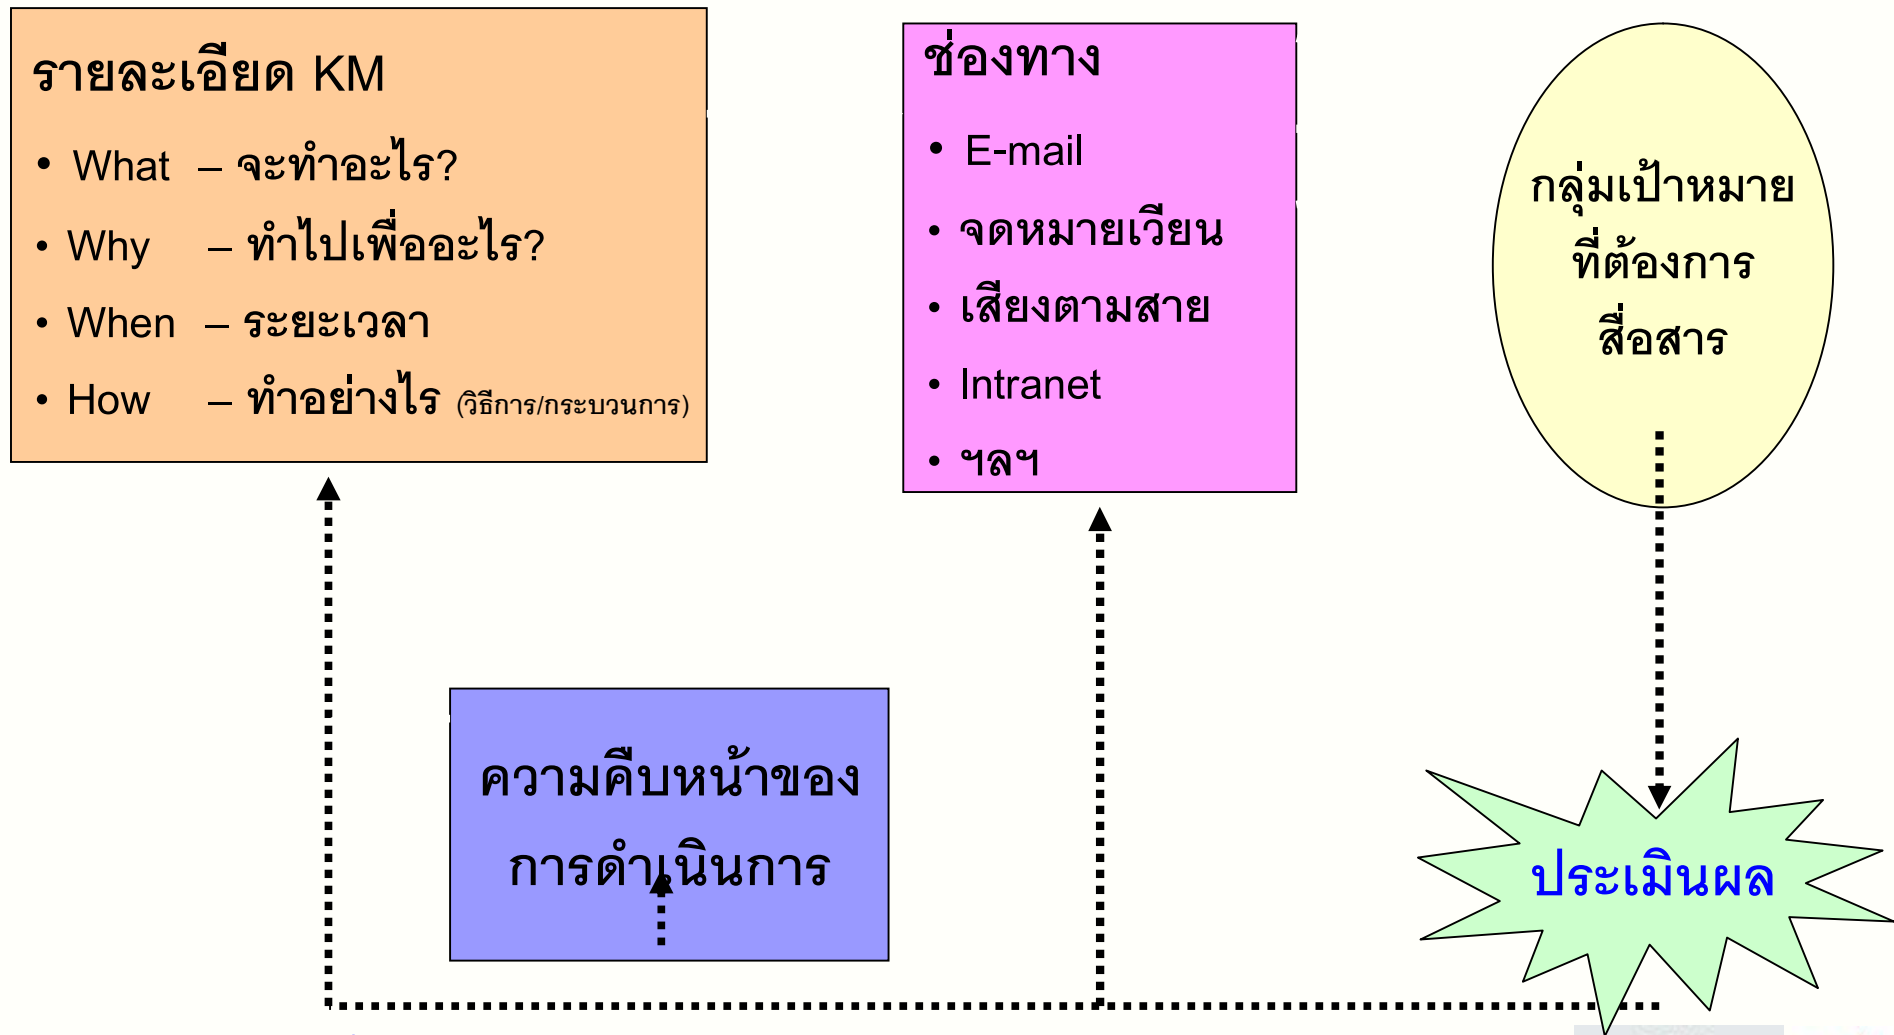 รายละเอียด KM
• What – จะทำอะไร?
• Why – ทำไปเพื่ออะไร?
• When – ระยะเวลา
• How – ทำอย่างไร (วิธีการ/กระบวนการ)
ช่องทาง
• E-mail
• จดหมายเวียน
• เสียงตามสาย
• Intranet
• ฯลฯ
กลุ่มเป้าหมาย
ที่ต้องการ
สื่อสาร
ความคืบหน้าของ
การดำเนินการ
ประเมินผล